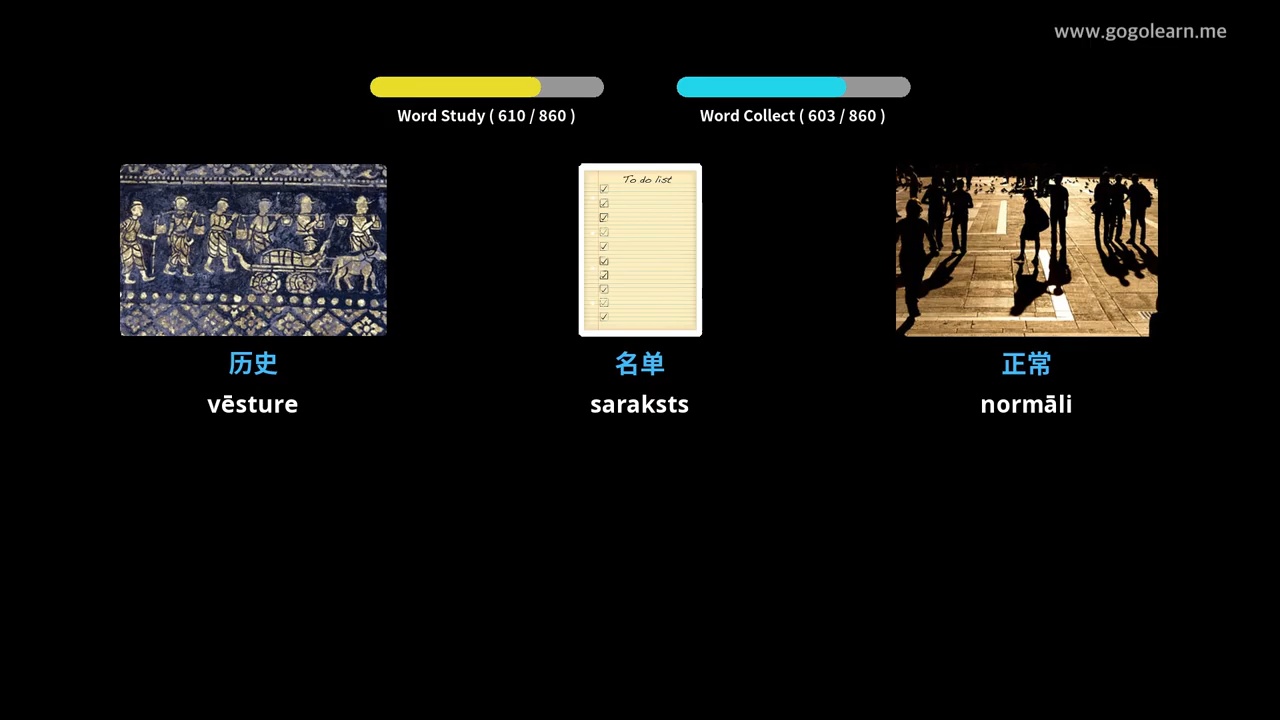 www.gogolearn.me
Word Study ( 610 / 860 )
Word Collect ( 603 / 860 )
To do list
历史
名单
正常
vēsture
saraksts
normāli